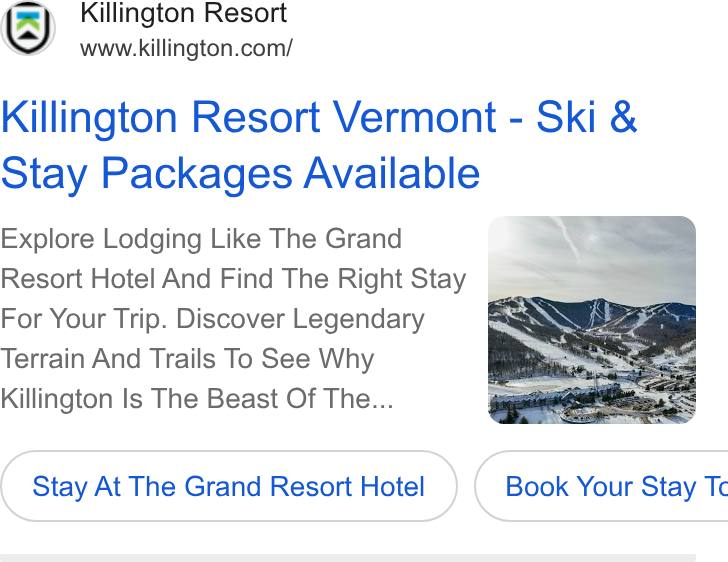 Killington Resort
www.killington.com/
Killington Resort Vermont - Ski &
Stay Packages Available
Explore Lodging Like The Grand
Resort Hotel And Find The Right Stay
For Your Trip. Discover Legendary
Terrain And Trails To See Why
Killington Is The Beast Of The...
Stay At The Grand Resort Hotel
Book Your Stay